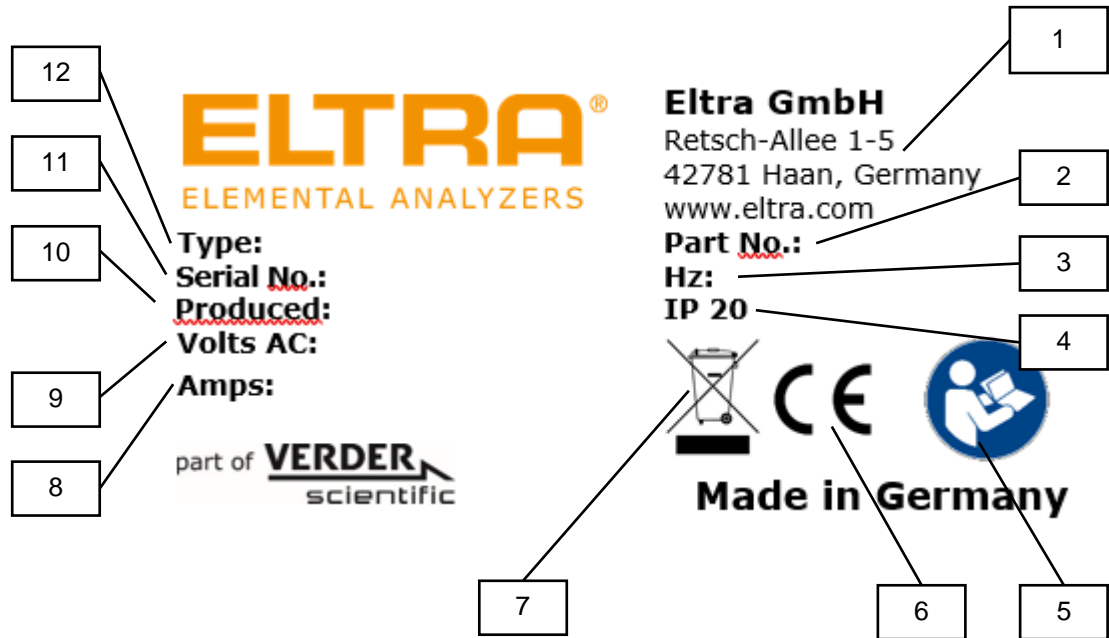 12
11
10
9
8
ELTRA®
ELEMENTAL ANALYZERS
Type:
Serial No.:
Produced:
Volts AC:
Amps:
part of VERDER
scientific
Eltra GmbH
Retsch-Allee 1-5
42781 Haan, Germany
www.eltra.com
Part No.:
Hz:
IP 20
CE
Made in Germany
1
2
3
4
7
6
5